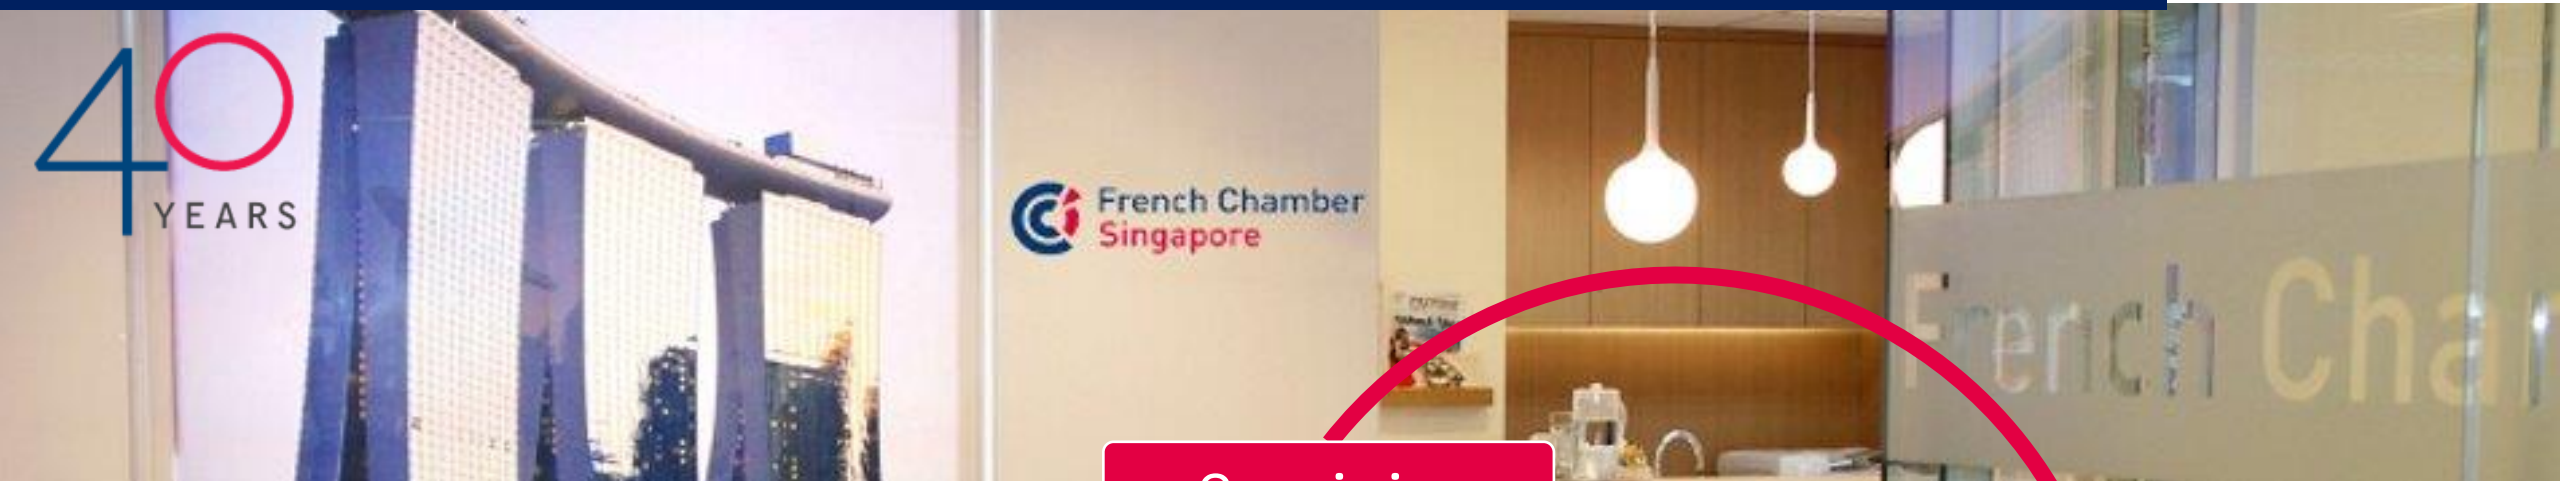 40
YEARS
French Chamber
Singapore
French Cha